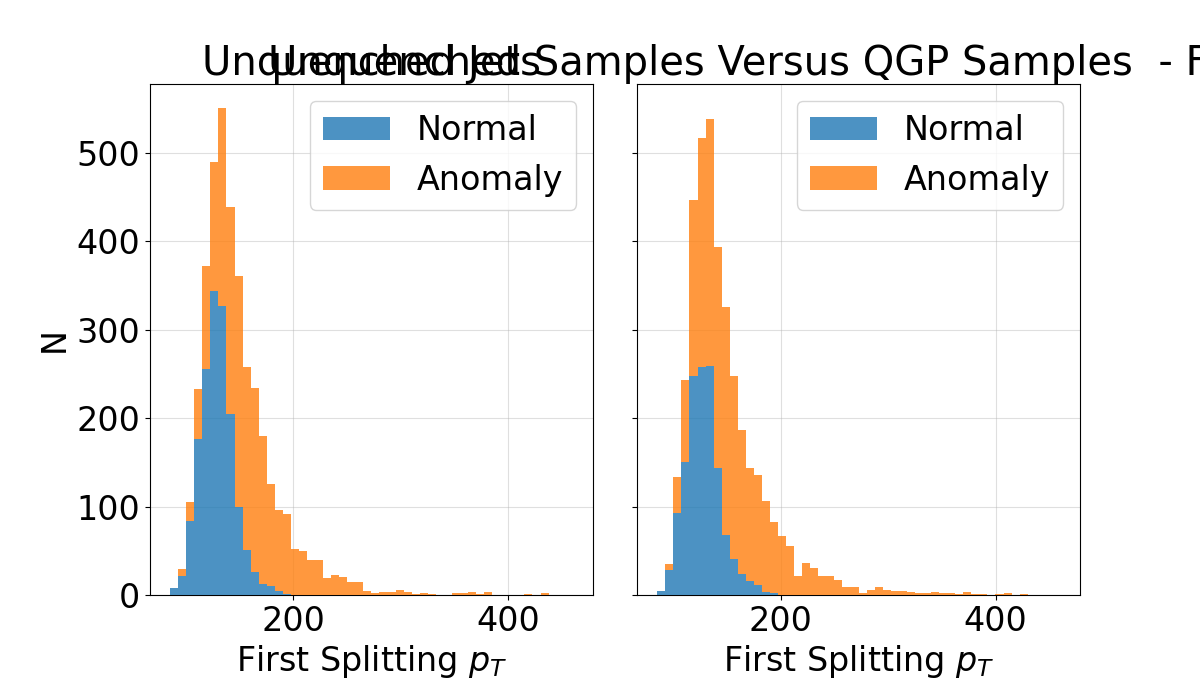 Samples Versus QGP Samples - F
Normal
Anomaly
Normal
Anomaly
500
400
300
200
100
0
N
200
400
200
400
First Splitting $p_T$
First Splitting $p_T$